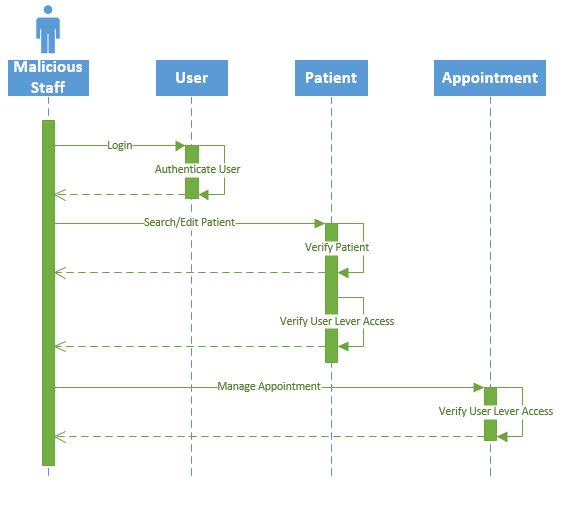 Malicious
Staff
User
Patient
Appointment
Login
Authenticate User
Search/Edit Patient
Verify Patient
Verify User Lever Access
Manage Appointment
Verify User Lever Access